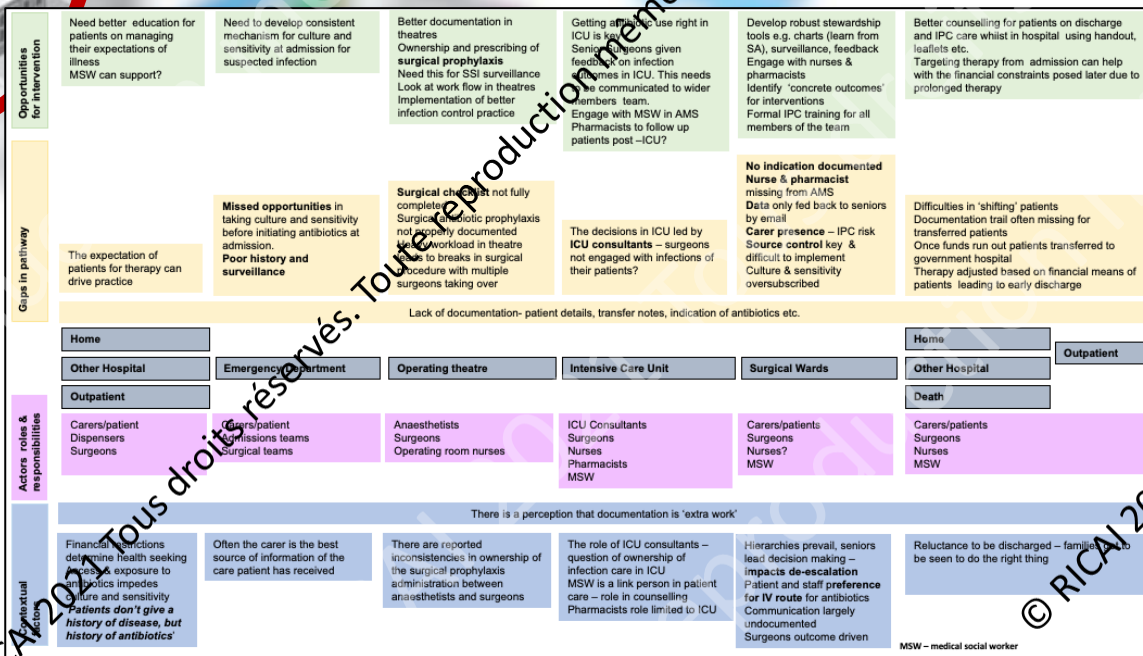 Opportunities
for intervention
Need better education for
patients on managing
their expectations of
illness
MSW can support?
Need to develop consistent
mechanism for culture and
sensitivity at admission for
suspected infection
Better documentation in
theatres
Ownership and prescribing of
surgical prophylaxis
Need this for SSI surveillance
Look at work flow in theatres
Implementation of better
infection control practice
Getting antibiotic use right in
ICU is key
Senior Surgeons given
feedback on infection
outcomes in ICU. This needs
to be communicated to wider
members team.
Engage with MSW in AMS
Pharmacists to follow up
patients post –ICU?
Develop robust stewardship
tools e.g. charts (learn from
SA), surveillance, feedback
Engage with nurses &
pharmacists
Identify 'concrete outcomes'
for interventions
Formal IPC training for all
members of the team
Better counselling for patients on discharge
and IPC care whilst in hospital using handout,
leaflets etc.
Targeting therapy from admission can help
with the financial constraints posed later due to
prolonged therapy
Gaps in pathway
The expectation of
patients for therapy can
drive practice
Missed opportunities in
taking culture and sensitivity
before initiating antibiotics at
admission.
Poor history and
surveillance
Surgical checklist not fully
completed
Surgical antibiotic prophylaxis
not properly documented
Heavy workload in theatre
leads to breaks in surgical
procedure with multiple
surgeons taking over
The decisions in ICU led by
ICU consultants – surgeons
not engaged with infections of
their patients?
No indication documented
Nurse & pharmacist
missing from AMS
Data only fed back to seniors
by email
Carer presence – IPC risk
Source control key &
difficult to implement
Culture & sensitivity
oversubscribed
Difficulties in 'shifting' patients
Documentation trail often missing for
transferred patients
Once funds run out patients transferred to
government hospital
Therapy adjusted based on financial means of
patients leading to early discharge
Lack of documentation- patient details, transfer notes, indication of antibiotics etc.
Home
Other Hospital
Outpatient
Emergency Department
Operating theatre
Intensive Care Unit
Surgical Wards
Home
Other Hospital
Death
Outpatient
Actors roles &
responsibilities
Carers/patient
Dispensers
Surgeons
Carers/patient
Admissions teams
Surgical teams
Anaesthetists
Surgeons
Operating room nurses
ICU Consultants
Surgeons
Nurses
Pharmacists
MSW
Carers/patients
Surgeons
Nurses?
MSW
Carers/patients
Surgeons
Nurses
MSW
There is a perception that documentation is 'extra work'
Contextual
factors
Financial restrictions
determine health seeking
Access & exposure to
antibiotics impedes
culture and sensitivity
'Patients don't give a
history of disease, but
history of antibiotics'
Often the carer is the best
source of information of the
care patient has received
There are reported
inconsistencies in ownership of
the surgical prophylaxis
administration between
anaesthetists and surgeons
The role of ICU consultants –
question of ownership of
infection care in ICU
MSW is a link person in patient
care – role in counselling
Pharmacists role limited to ICU
Hierarchies prevail, seniors
lead decision making –
impacts de-escalation
Patient and staff preference
for IV route for antibiotics
Communication largely
undocumented
Surgeons outcome driven
Reluctance to be discharged – families
to be seen to do the right thing
MSW – medical social worker
2021 Tous droits réservés. Toute reproduction
© RICAI